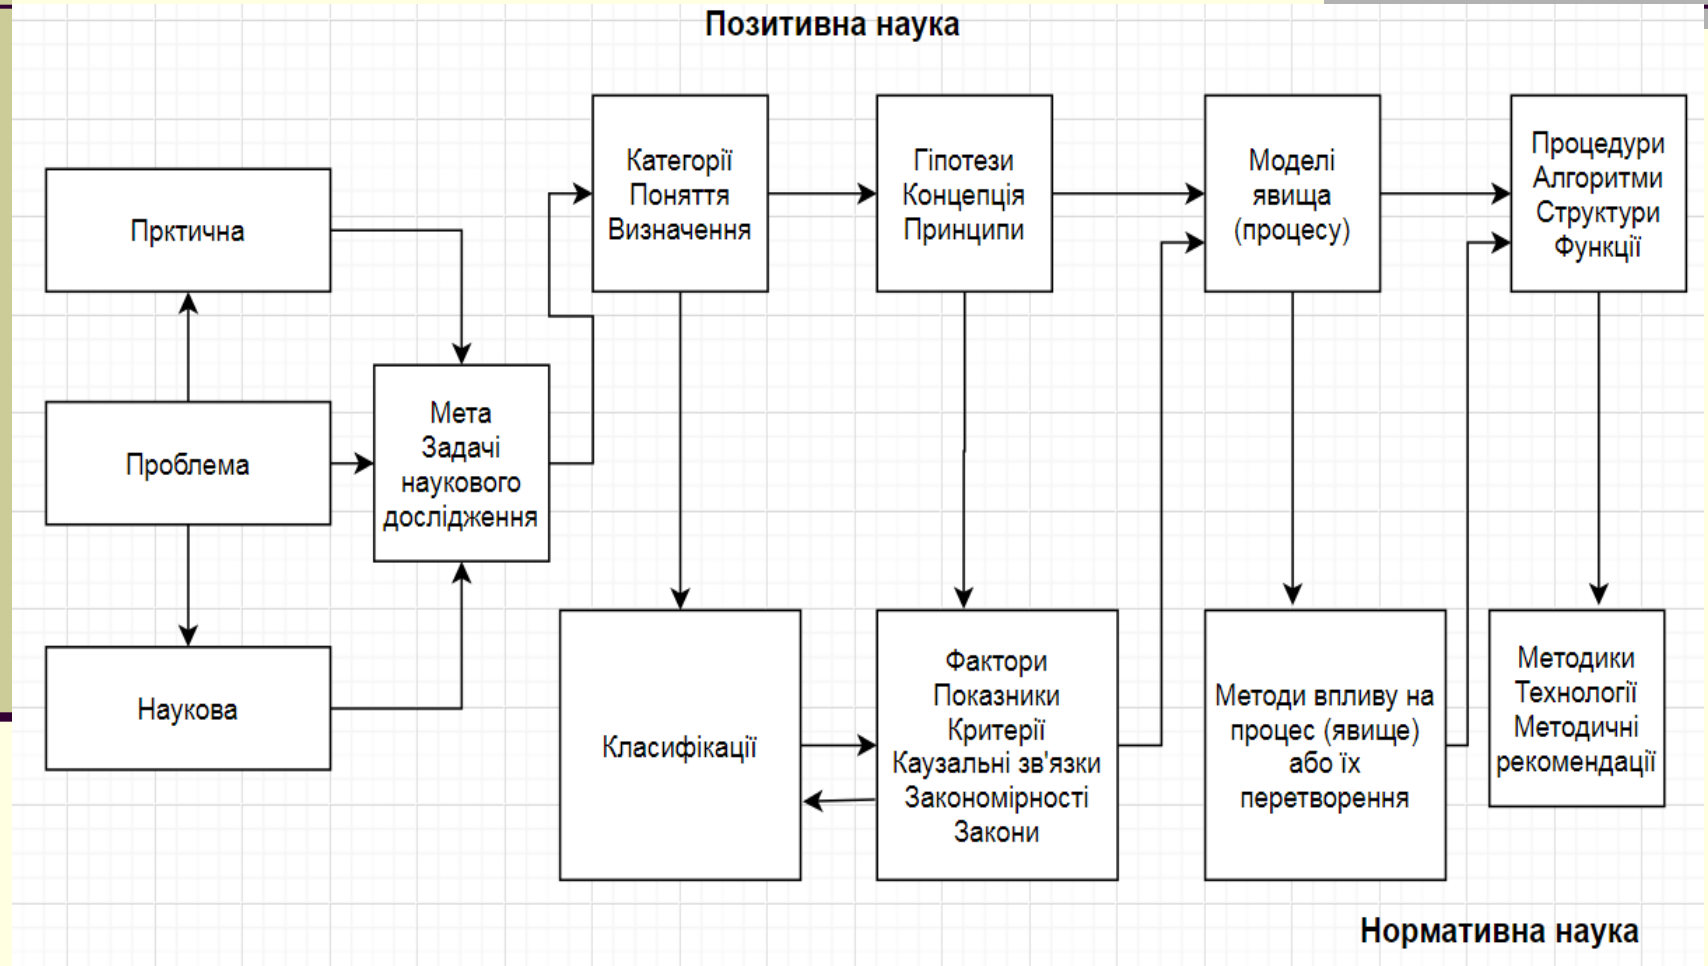 Позитивна наука
Прктична
Проблема
Наукова
Мета
Задачі
наукового
дослідження
Категорії
Поняття
Визначення
Гіпотези
Концепція
Принципи
Моделі
явища
(процесу)
Процедури
Алгоритми
Структури
Функції
Класифікації
Фактори
Показники
Критерії
Каузальні зв'язки
Закономірності
Закони
Методи впливу на
процес (явище)
або їх
перетворення
Методики
Технології
Методичні
рекомендації
Нормативна наука